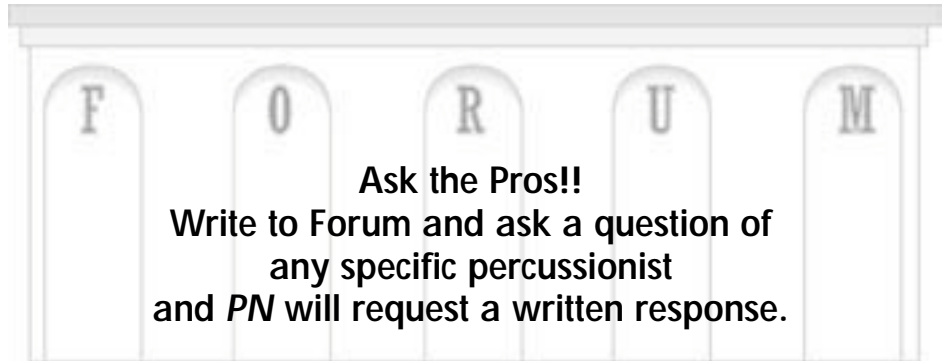 F O R U M
Ask the Pros!!
Write to Forum and ask a question of
any specific percussionist
and PN will request a written response.